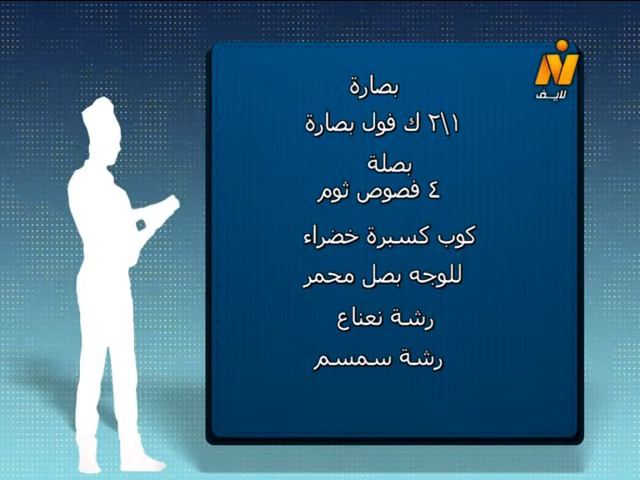 لايف
بصارة
١\٢ ك فول بصارة
بصلة
٤ فصوص ثوم
كوب كسبرة خضراء
للوجه بصل محمر
رشة نعناع
رشة سمسم